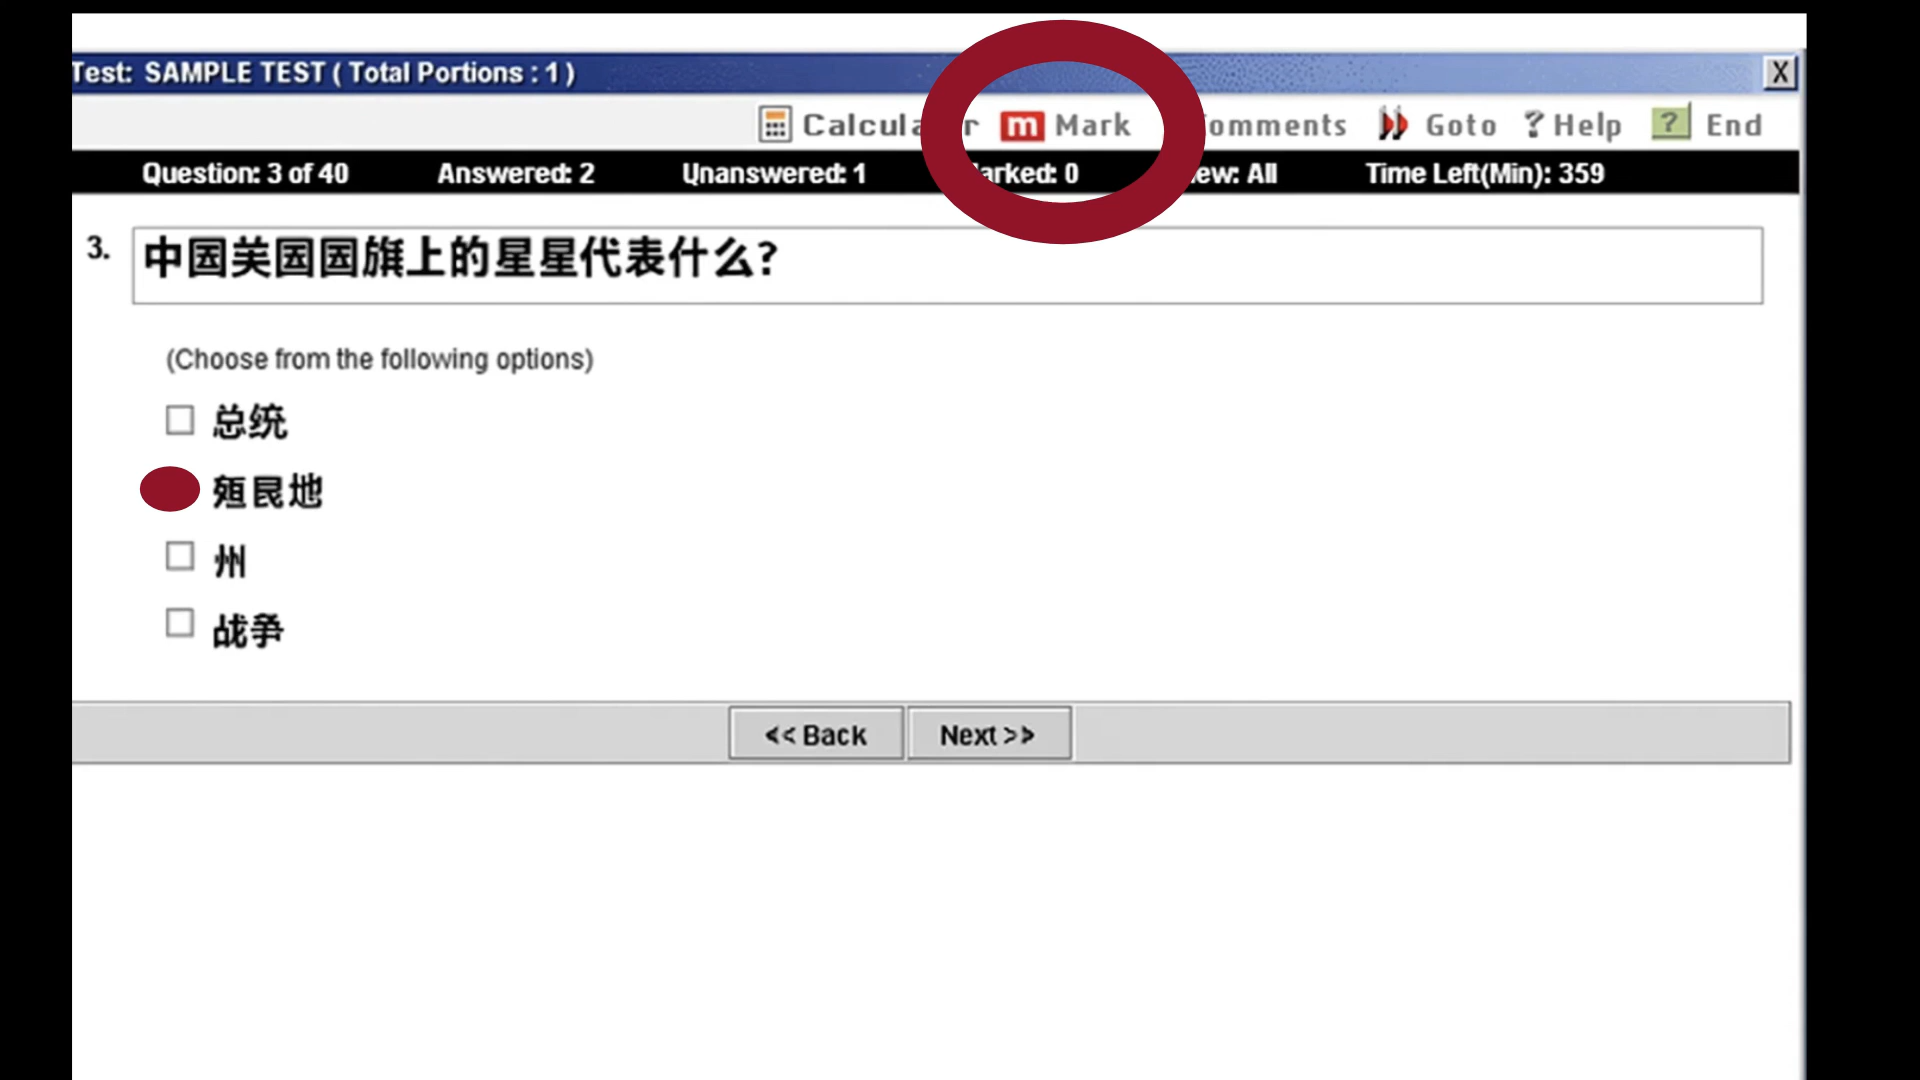 Test: SAMPLE TEST ( Total Portions : 1 )
X
Mark
omments
Goto
? Help
End
Question: 3 of 40
Answered: 2
Unanswered: 1
arked: 0
ew: All
Time Left(Min): 359
3.
中国美国国旗上的星星代表什么?
(Choose from the following options)
总统
殖民地
州
战争
<< Back
Next >>